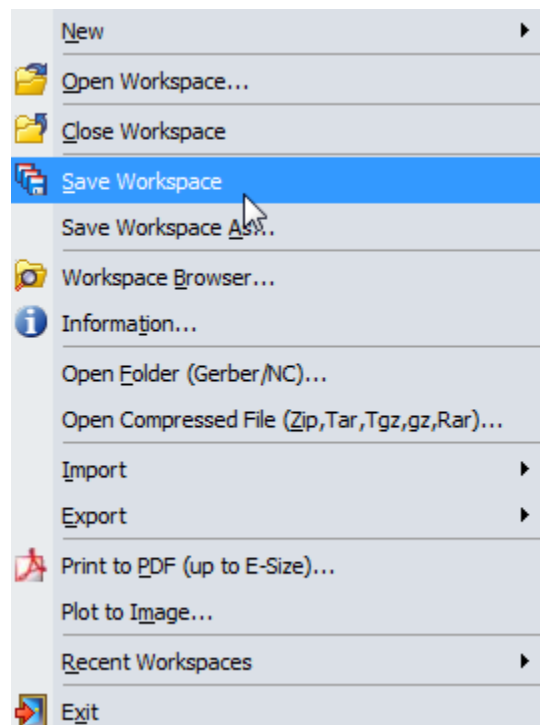 New
Open Workspace...
Close Workspace
Save Workspace
Save Workspace As...
Workspace Browser...
Information...
Open Folder (Gerber/NC)...
Open Compressed File (Zip,Tar,Tgz,gz,Rar)...
Import
Export
Print to PDF (up to E-Size)...
Plot to Image...
Recent Workspaces
Exit